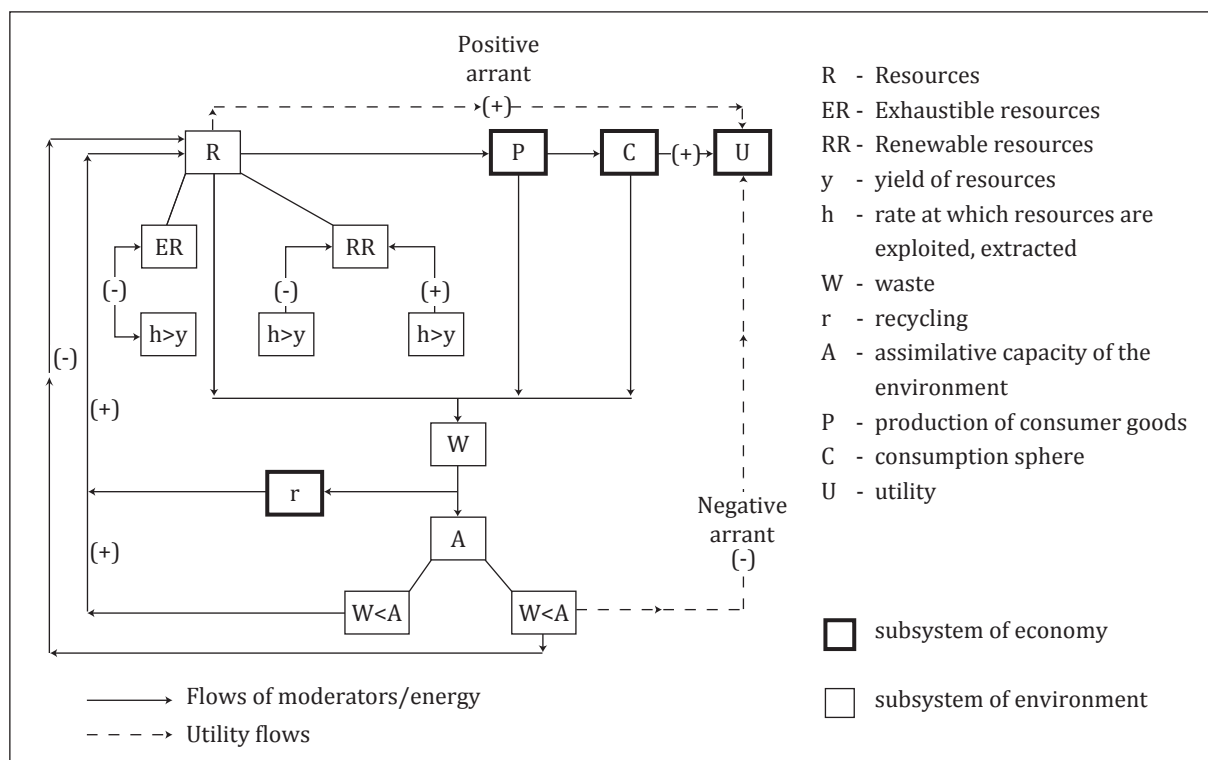 Positive
arrant
(+)
R
P
C
(+)
U
ER
RR
(-)
(-)
(+)
h>y
h>y
h>y
(-)
(+)
W
r
(+)
A
Negative
arrant
(-)
W<A
W<A
Flows of moderators/energy
Utility flows
R - Resources
ER - Exhaustible resources
RR - Renewable resources
y - yield of resources
h - rate at which resources are
exploited, extracted
W - waste
r - recycling
A - assimilative capacity of the
environment
P - production of consumer goods
C - consumption sphere
U - utility
subsystem of economy
subsystem of environment